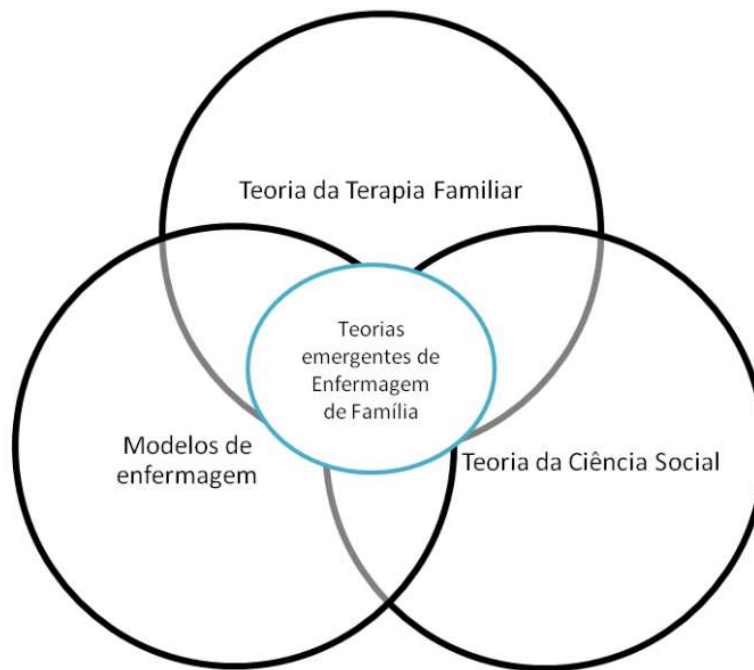 Teoria da Terapia Familiar
Teorias
emergentes de
Enfermagem
de Família
Modelos de
enfermagem
Teoria da Ciência Social